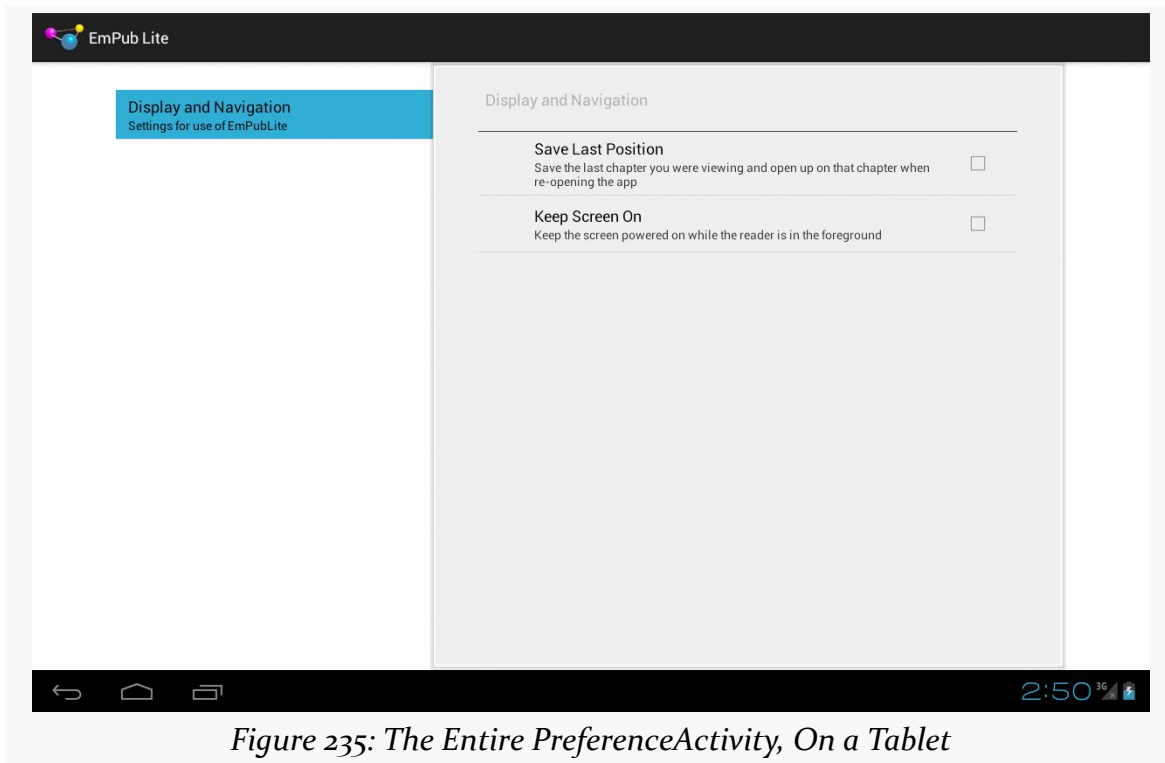 EmPub Lite
Display and Navigation
Settings for use of EmPubLite
Display and Navigation
Save Last Position
Save the last chapter you were viewing and open up on that chapter when
re-opening the app
Keep Screen On
Keep the screen powered on while the reader is in the foreground
2:50 3G
Figure 235: The Entire PreferenceActivity, On a Tablet